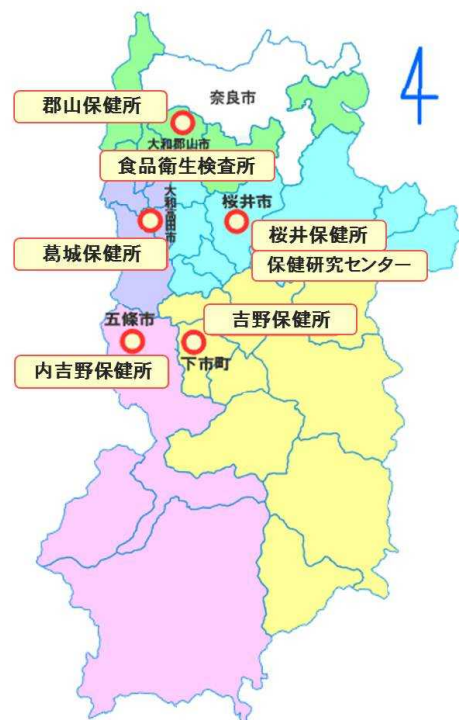 奈良市
郡山保健所
大和郡山市
食品衛生検査所
大和高田市
桜井市
葛城保健所
桜井保健所
保健研究センター
五條市
吉野保健所
下市町
内吉野保健所